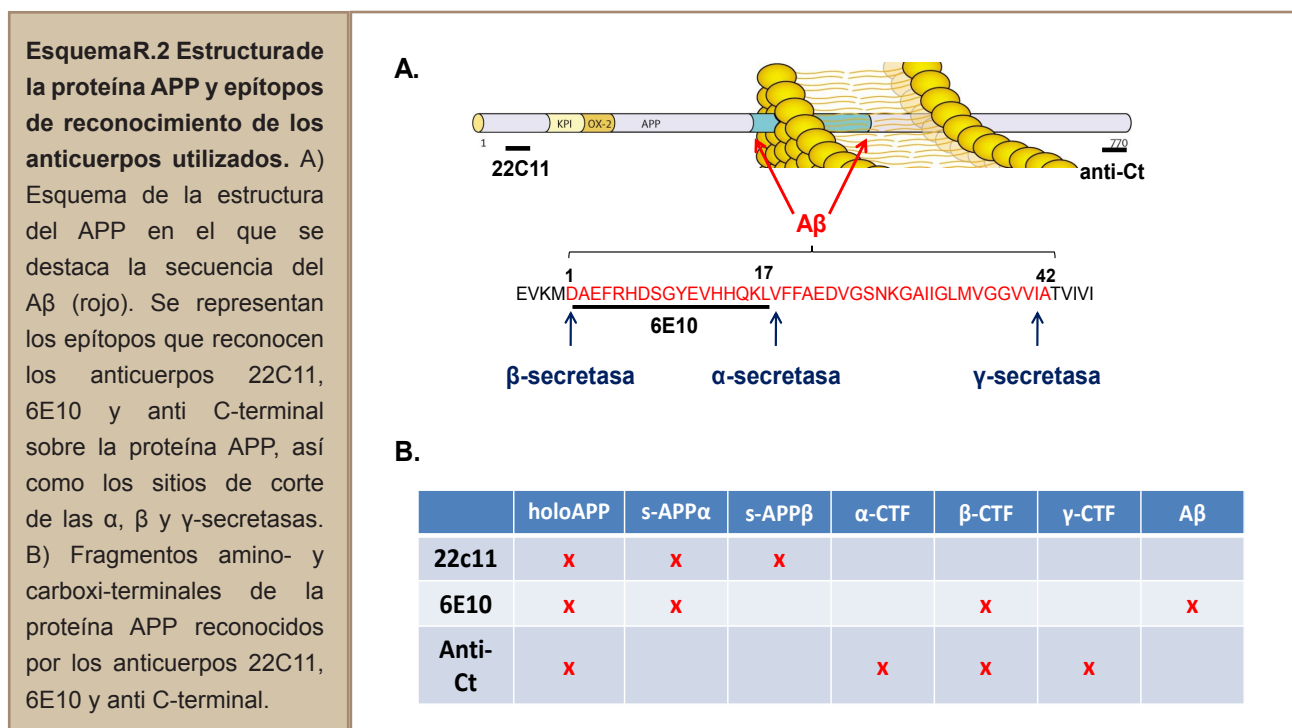 EsquemaR.2 Estructurade
la proteína APP y epítopos
de reconocimiento de los
anticuerpos utilizados. A)
Esquema de la estructura
del APP en el que se
destaca la secuencia del
Aβ (rojo). Se representan
los epítopos que reconocen
los anticuerpos 22C11,
6E10 y anti C-terminal
sobre la proteína APP, así
como los sitios de corte
de las α, β y γ-secretasas.
B) Fragmentos amino- y
carboxi-terminales de la
proteína APP reconocidos
por los anticuerpos 22C11,
6E10 y anti C-terminal.
A.
KPI OX-2 APP
1 770
22C11 anti-Ct
Aβ
1 17 42
EVKMDAEFRHDSGYEVHHQKLVFFAEDVGSNKGAIIGLMVGGVVIATVIVI
6E10
β-secretasa α-secretasa γ-secretasa
B.
holoAPP s-APPα s-APPβ α-CTF β-CTF γ-CTF Aβ
22c11 x x x
6E10 x x x x
Anti-
Ct x x x x